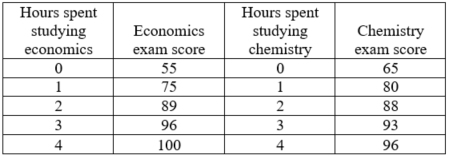 Hours spent studying economics | Economics exam score | Hours spent studying chemistry | Chemistry exam score
0 | 55 | 0 | 65
1 | 75 | 1 | 80
2 | 89 | 2 | 88
3 | 96 | 3 | 93
4 | 100 | 4 | 96